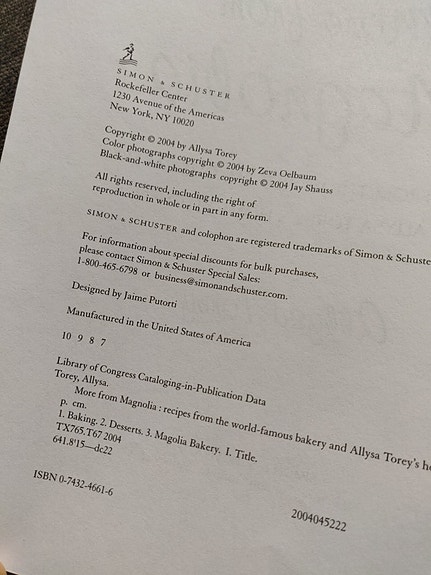 SIMON & SCHUSTER
Rockefeller Center
1230 Avenue of the Americas
New York, NY 10020
Copyright © 2004 by Allysa Torey
Color photographs copyright © 2004 by Zeva Oelbaum
Black-and-white photographs copyright © 2004 Jay Shauss
All rights reserved, including the right of
reproduction in whole or in part in any form.
SIMON & SCHUSTER and colophon are registered trademarks of Simon & Schuste
For information about special discounts for bulk purchases,
please contact Simon & Schuster Special Sales:
1-800-465-6798 or business@simonandschuster.com.
Designed by Jaime Putorti
Manufactured in the United States of America
10 9 8 7
Library of Congress Cataloging-in-Publication Data
Torey, Allysa.
More from Magnolia : recipes from the world-famous bakery and Allysa Torey's h
p. cm.
1. Baking. 2. Desserts. 3. Magolia Bakery. I. Title.
TX765.T67 2004
641.8'15—dc22
2004045222
ISBN 0-7432-4661-6